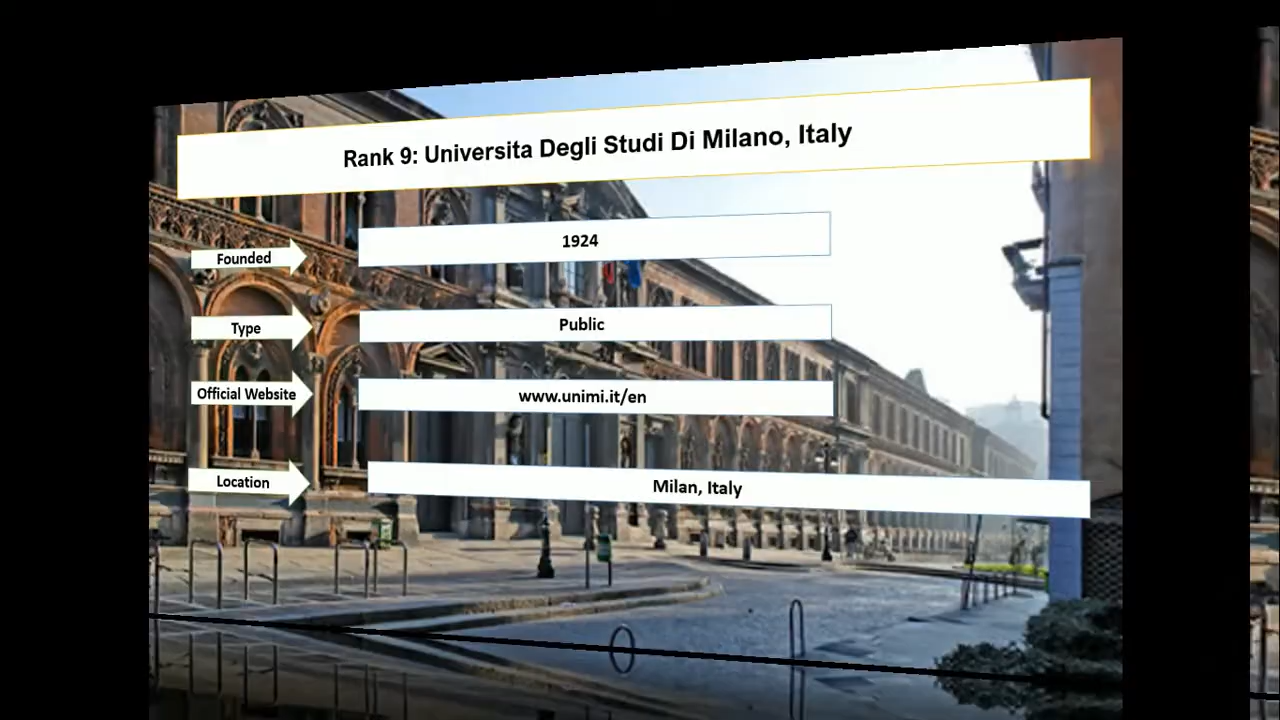 Rank 9: Universita Degli Studi Di Milano, Italy
Founded
1924
Type
Public
Official Website
www.unimi.it/en
Location
Milan, Italy